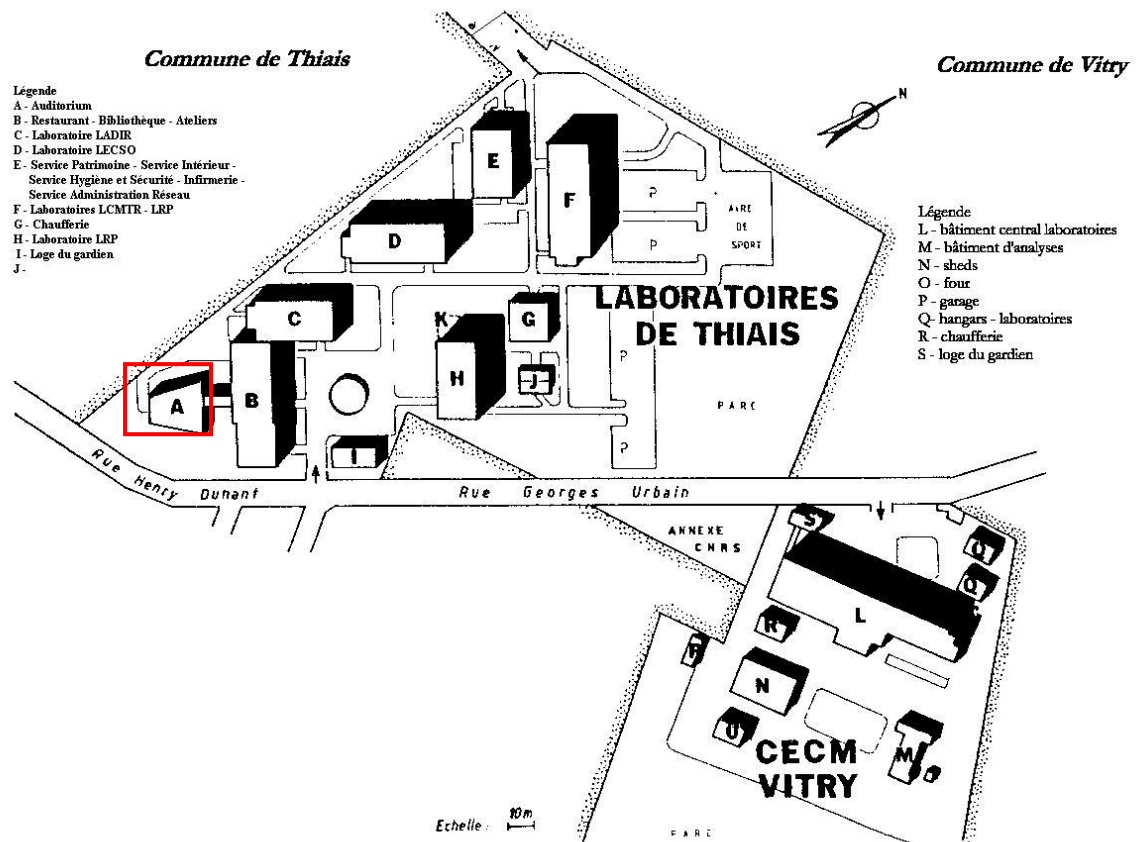 Commune de Thiais
Légende
A - Auditorium
B - Restaurant - Bibliothèque - Ateliers
C - Laboratoire LADIR
D - Laboratoire LECSO
E - Service Patrimoine - Service Intérieur -
Service Hygiène et Sécurité - Infirmerie -
Service Administration Réseau
F - Laboratoires LCMTR - LRP
G - Chaufferie
H - Laboratoire LRP
I - Loge du gardien
J -
Commune de Vitry
N
Légende
L - bâtiment central laboratoires
M - bâtiment d'analyses
N - sheds
O - four
P - garage
Q - hangars - laboratoires
R - chaufferie
S - loge du gardien
E
F
P
D
P
AIRE
DE
SPORT
LABORATOIRES
DE THIAIS
C
K
G
P
H
J
A
B
PARC
P
I
Rue Henry Dunant
Rue Georges Urbain
ANNEXE
CNRS
S
Q
L
R
N
M
CECM
VITRY
Echelle : 10m
PARC